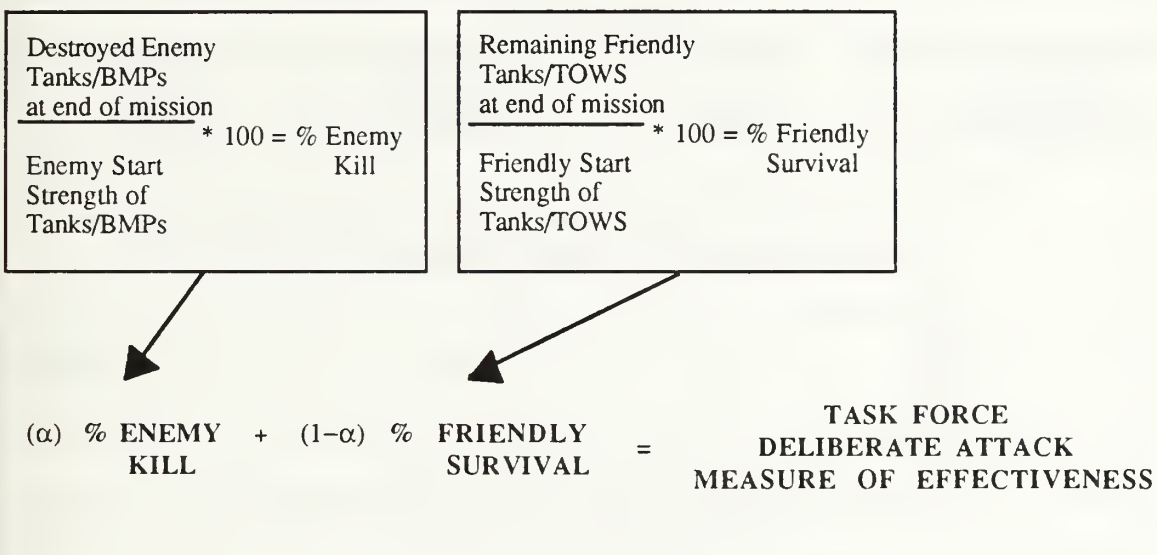 Destroyed Enemy
Tanks/BMPs
at end of mission
* 100 = % Enemy
Kill
Enemy Start
Strength of
Tanks/BMPs
Remaining Friendly
Tanks/TOWS
at end of mission
* 100 = % Friendly
Survival
Friendly Start
Strength of
Tanks/TOWS
(α) % ENEMY + (1–α) % FRIENDLY =
KILL SURVIVAL
TASK FORCE
DELIBERATE ATTACK
MEASURE OF EFFECTIVENESS